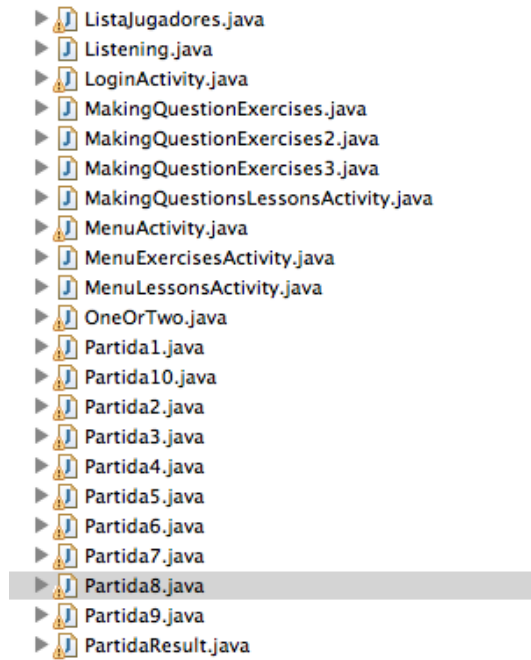 ListaJugadores.java
Listening.java
LoginActivity.java
MakingQuestionExercises.java
MakingQuestionExercises2.java
MakingQuestionExercises3.java
MakingQuestionsLessonsActivity.java
MenuActivity.java
MenuExercisesActivity.java
MenuLessonsActivity.java
OneOrTwo.java
Partida1.java
Partida10.java
Partida2.java
Partida3.java
Partida4.java
Partida5.java
Partida6.java
Partida7.java
Partida8.java
Partida9.java
PartidaResult.java